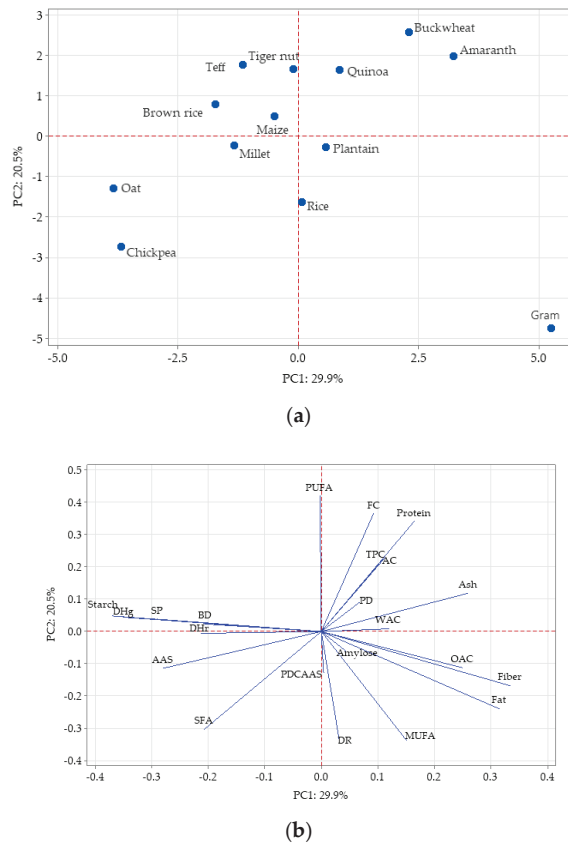 3
Buckwheat
2
Amaranth
Tiger nut
Teff
Quinoa
1
Brown rice
Maize
0
Millet
Plantain
-1
Oat
Rice
-2
Chickpea
-3
-4
Gram
-5
PC2: 20.5%
-5.0
-2.5
0.0
2.5
5.0
PC1: 29.9%
(a)
0.5
PUFA
0.4
FC
Protein
0.3
TPC
AC
0.2
Ash
0.1
PD
Starch
DHg
SP
BD
WAC
0.0
DHr
Amylose
AAS
OAC
-0.1
PDCAAS
Fiber
-0.2
Fat
SFA
-0.3
DR
MUFA
-0.4
PC2: 20.5%
-0.4
-0.3
-0.2
-0.1
0.0
0.1
0.2
0.3
0.4
PC1: 29.9%
(b)